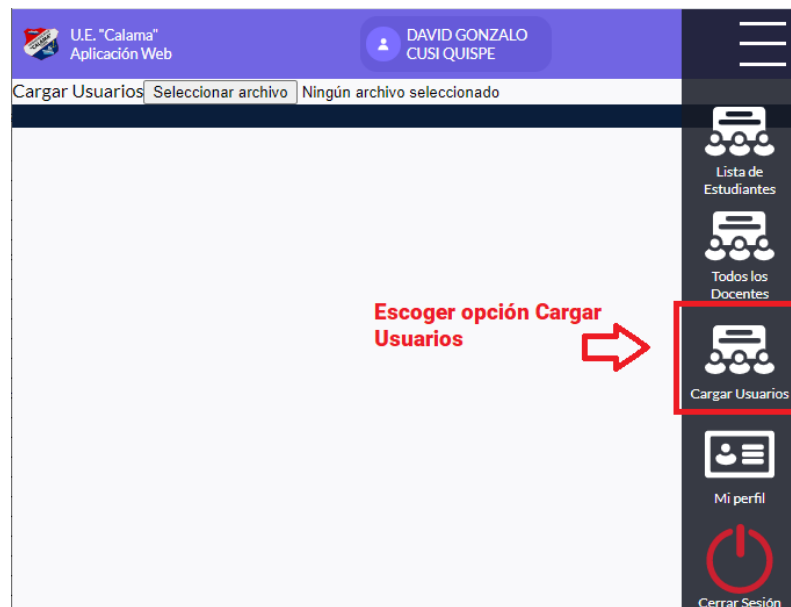 U.E. "Calama"
Aplicación Web
DAVID GONZALO
CUSI QUISPE
Cargar Usuarios Seleccionar archivo Ningún archivo seleccionado
Lista de
Estudiantes
Todos los
Docentes
Escoger opción Cargar
Usuarios
Cargar Usuarios
Mi perfil
Cerrar Sesión